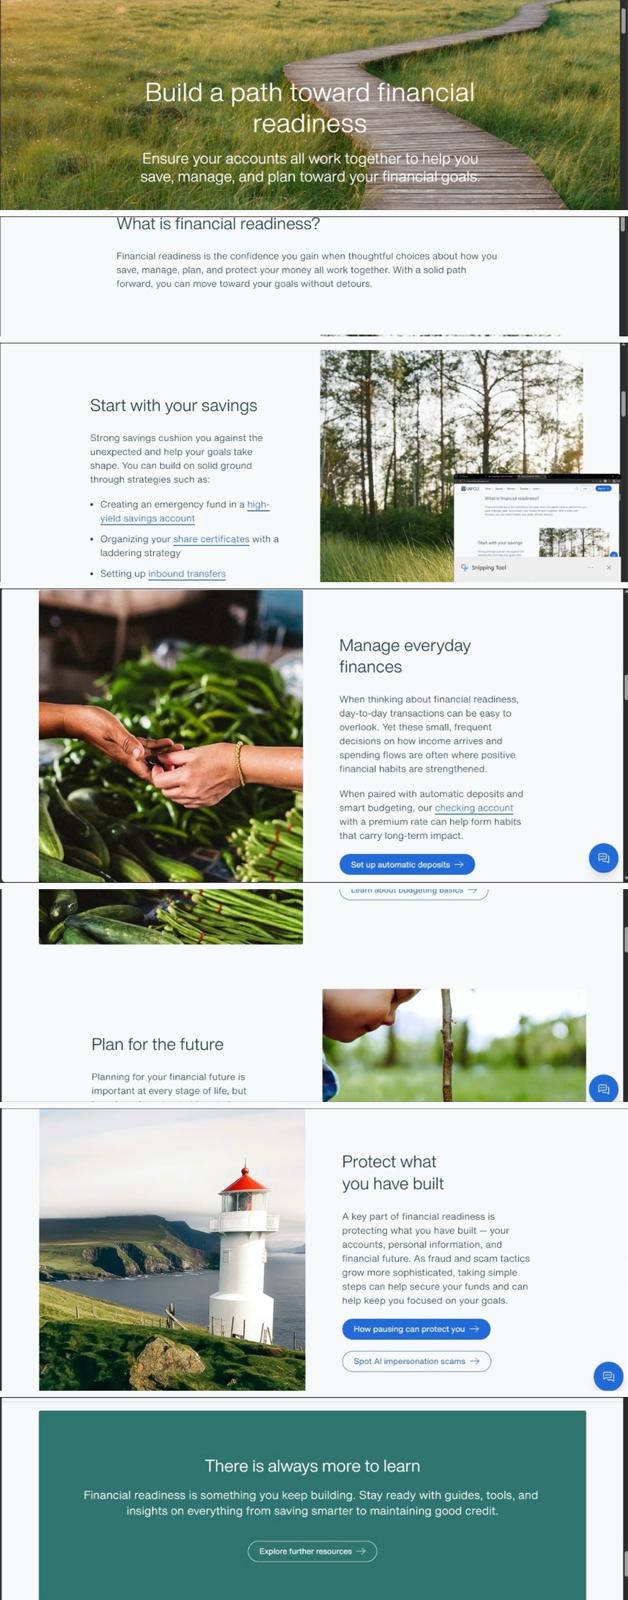 Build a path toward financial
readiness
Ensure your accounts all work together to help you
save, manage, and plan toward your financial goals.
What is financial readiness?
Financial readiness is the confidence you gain when thoughtful choices about how you
save, manage, plan, and protect your money all work together. With a solid path
forward, you can move toward your goals without detours.
Start with your savings
Strong savings cushion you against the
unexpected and help your goals take
shape. You can build on solid ground
through strategies such as:
• Creating an emergency fund in a high-
yield savings account
• Organizing your share certificates with a
laddering strategy
• Setting up inbound transfers
What is financial readiness?
Start with your savings
Snipping Tool
Manage everyday
finances
When thinking about financial readiness,
day-to-day transactions can be easy to
overlook. Yet these small, frequent
decisions on how income arrives and
spending flows are often where positive
financial habits are strengthened.
When paired with automatic deposits and
smart budgeting, our checking account
with a premium rate can help form habits
that carry long-term impact.
Set up automatic deposits →
Learn about budgeting basics →
Plan for the future
Planning for your financial future is
important at every stage of life, but
Protect what
you have built
A key part of financial readiness is
protecting what you have built — your
accounts, personal information, and
financial future. As fraud and scam tactics
grow more sophisticated, taking simple
steps can help secure your funds and can
help keep you focused on your goals.
How pausing can protect you →
Spot AI impersonation scams →
There is always more to learn
Financial readiness is something you keep building. Stay ready with guides, tools, and
insights on everything from saving smarter to maintaining good credit.
Explore further resources →